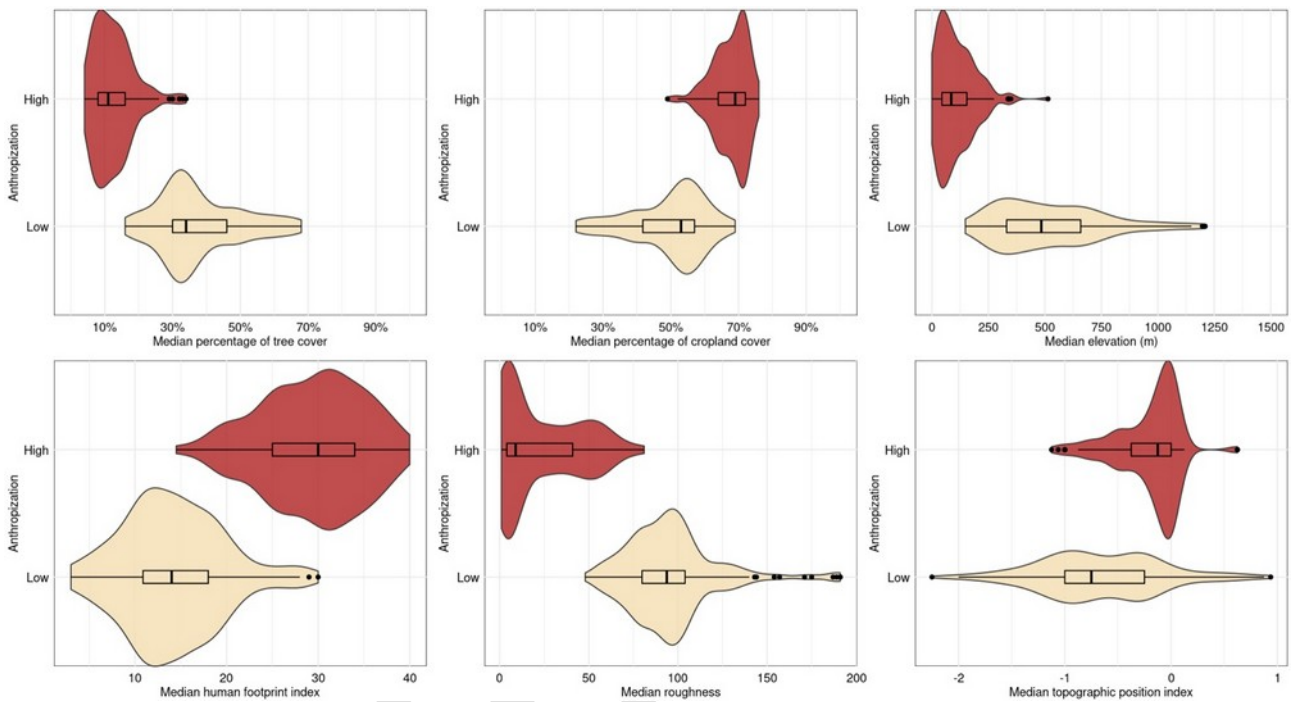 Anthropization
High
Low
10% 30% 50% 70% 90%
Median percentage of tree cover
Anthropization
High
Low
10% 30% 50% 70% 90%
Median percentage of cropland cover
Anthropization
High
Low
0 250 500 750 1000 1250 1500
Median elevation (m)
Anthropization
High
Low
10 20 30 40
Median human footprint index
Anthropization
High
Low
0 50 100 150 200
Median roughness
Anthropization
High
Low
-2 -1 0 1
Median topographic position index